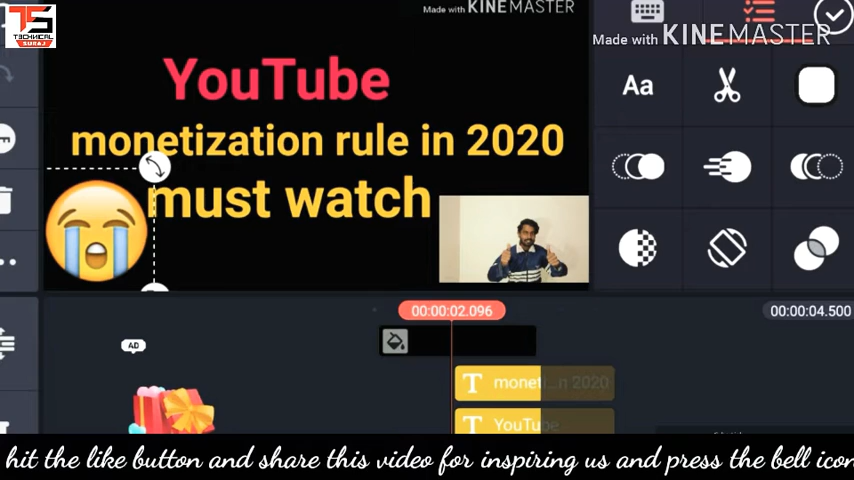 TS
TECHNICAL
SURAJ
Made with KINEMASTER
Made with KINEMASTER
YouTube
monetization rule in 2020
must watch
Aa
00:00:02.096
00:00:04.500
AD
T monet...n 2020
T YouTube
hit the like button and share this video for inspiring us and press the bell icon